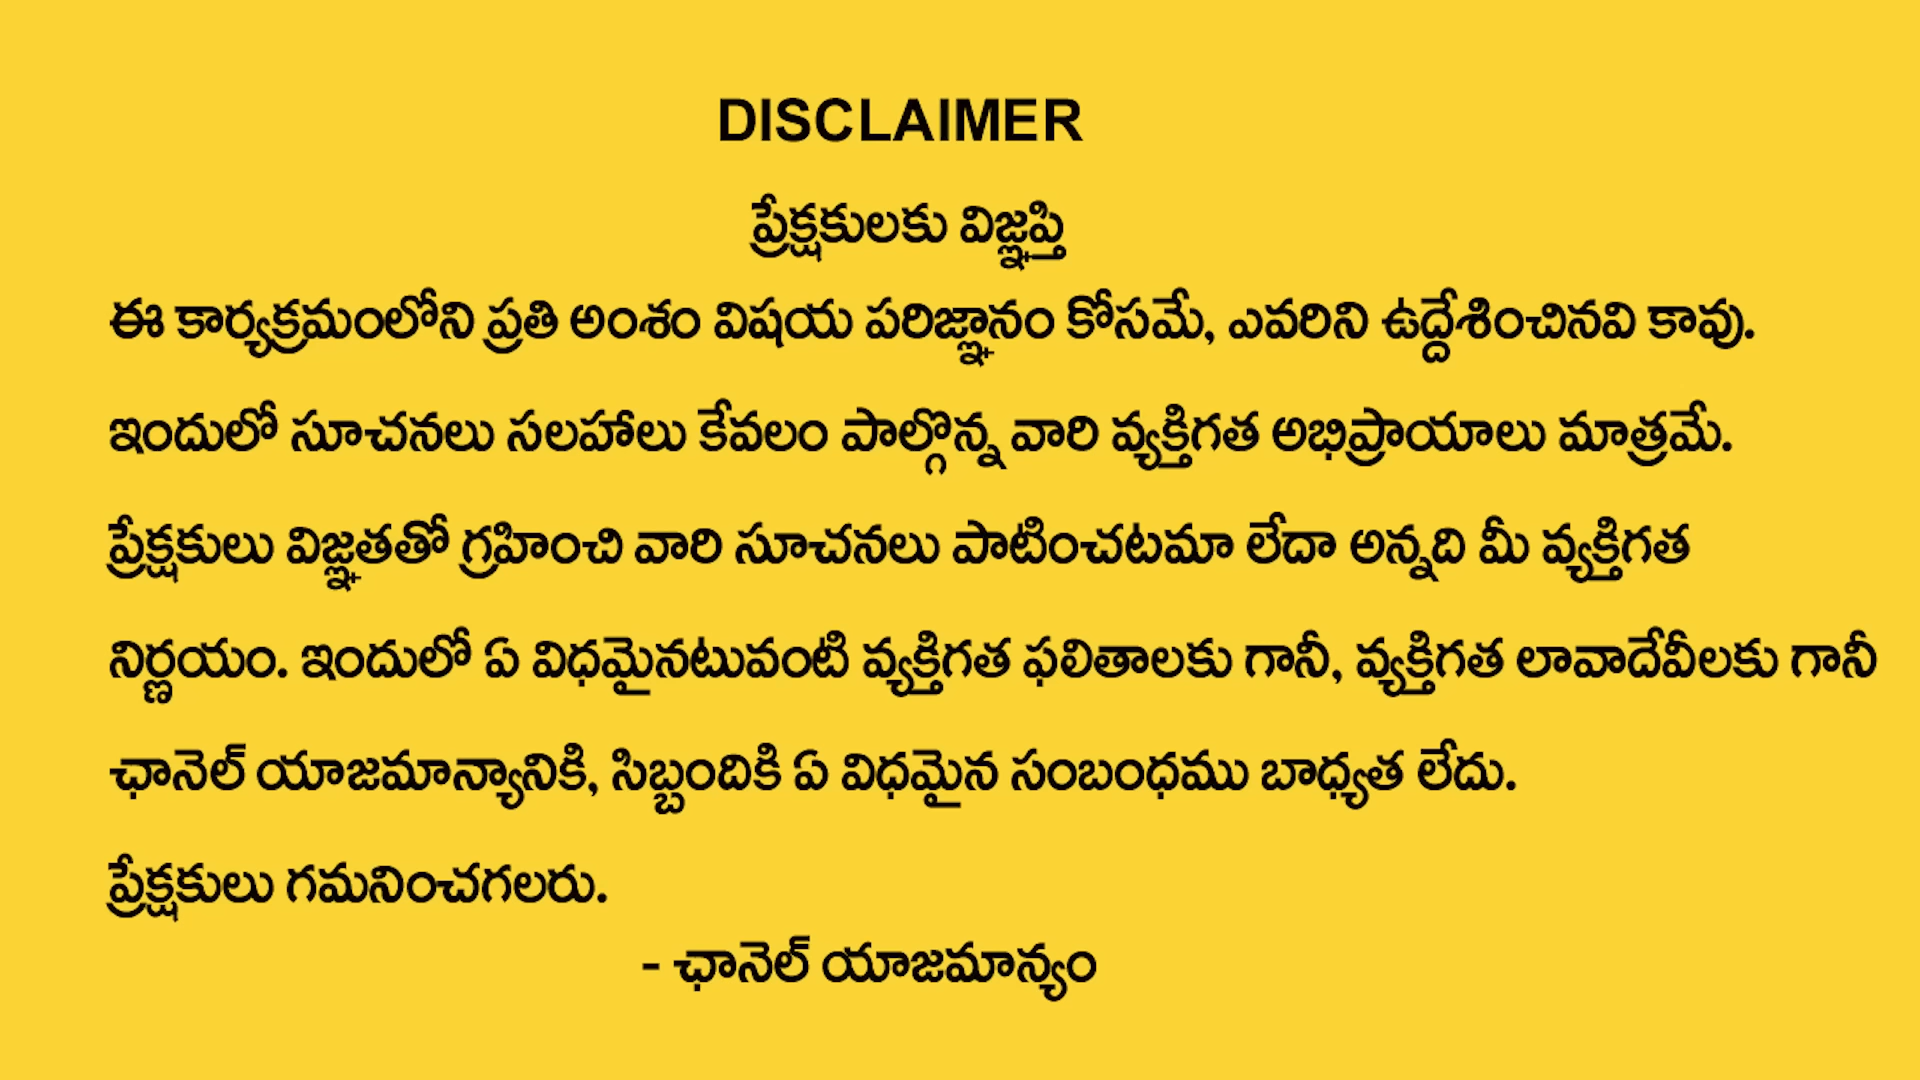 DISCLAIMER
ప్రేక్షకులకు విజ్ఞప్తి
ఈ కార్యక్రమంలోని ప్రతి అంశం విషయ పరిజ్ఞానం కోసమే, ఎవరిని ఉద్దేశించినవి కావు.
ఇందులో సూచనలు సలహాలు కేవలం పాల్గొన్న వారి వ్యక్తిగత అభిప్రాయాలు మాత్రమే.
ప్రేక్షకులు విజ్ఞతతో గ్రహించి వారి సూచనలు పాటించటమా లేదా అన్నది మీ వ్యక్తిగత
నిర్ణయం. ఇందులో ఏ విధమైనటువంటి వ్యక్తిగత ఫలితాలకు గానీ, వ్యక్తిగత లావాదేవీలకు గానీ
ఛానెల్ యాజమాన్యానికి, సిబ్బందికి ఏ విధమైన సంబంధము బాధ్యత లేదు.
ప్రేక్షకులు గమనించగలరు.
- ఛానెల్ యాజమాన్యం